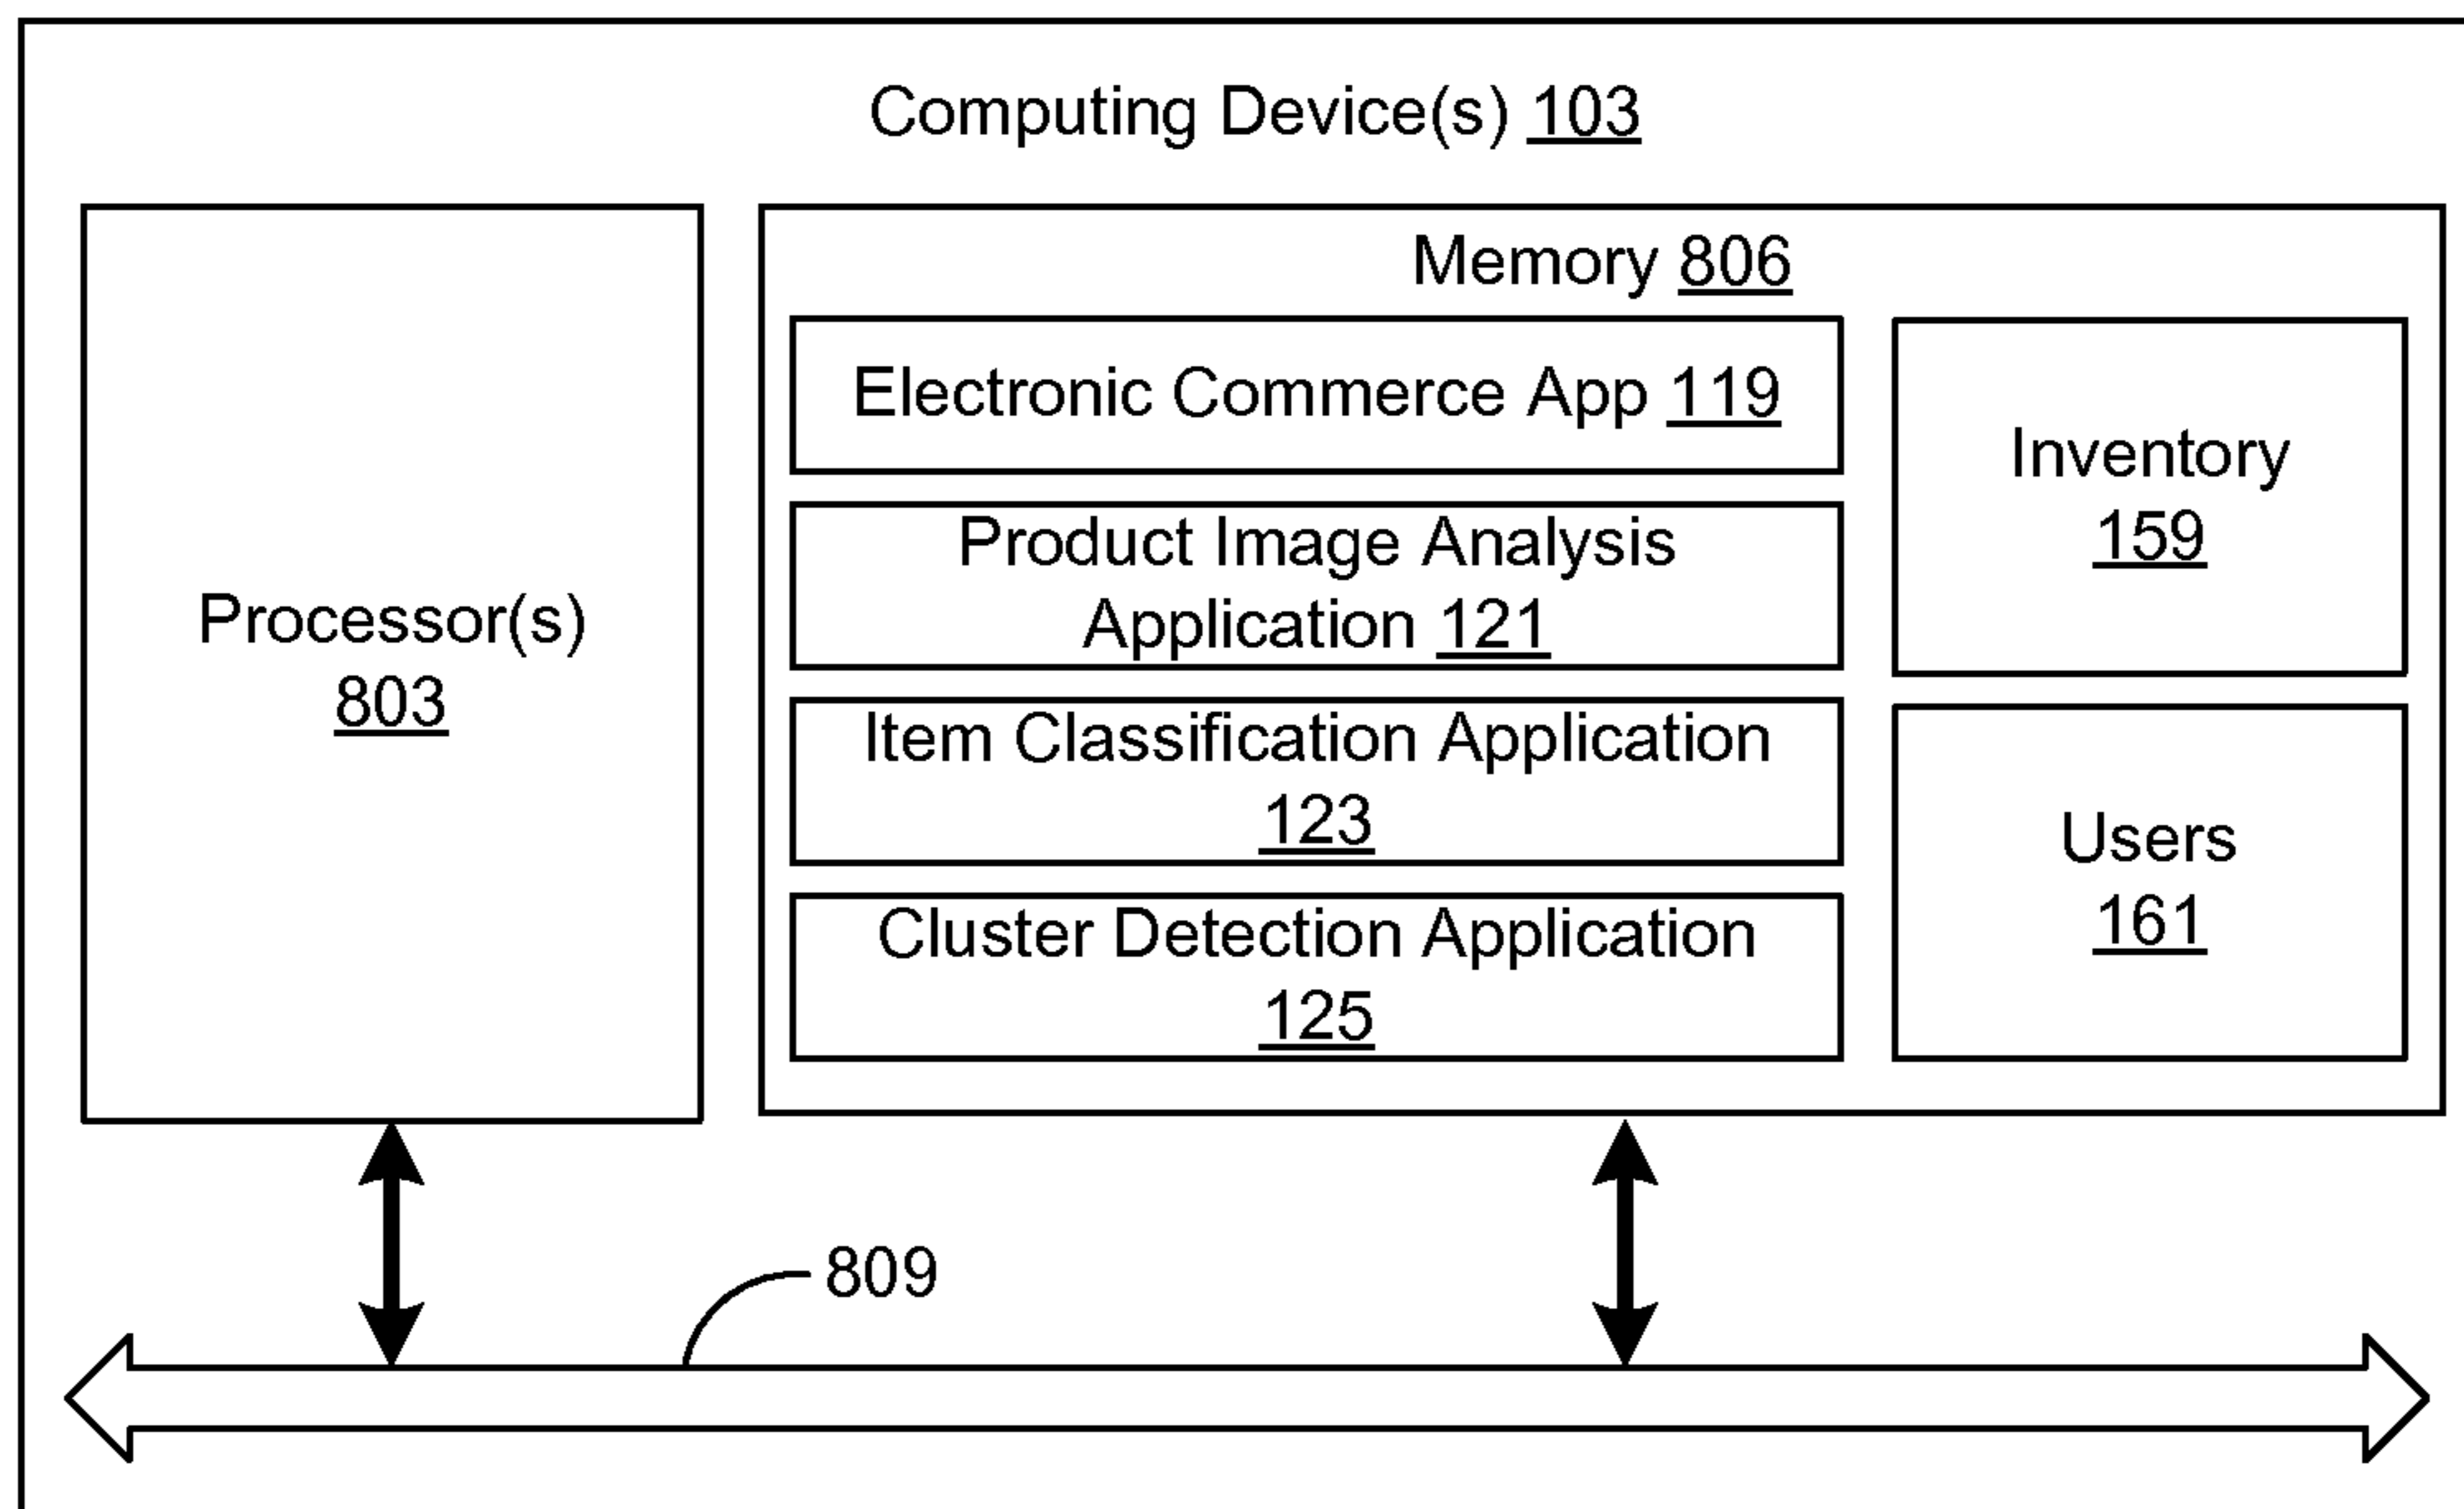 Computing Device(s) 103
Processor(s)
803
Memory 806
Electronic Commerce App 119
Product Image Analysis
Application 121
Item Classification Application
123
Cluster Detection Application
125
Inventory
159
Users
161
809